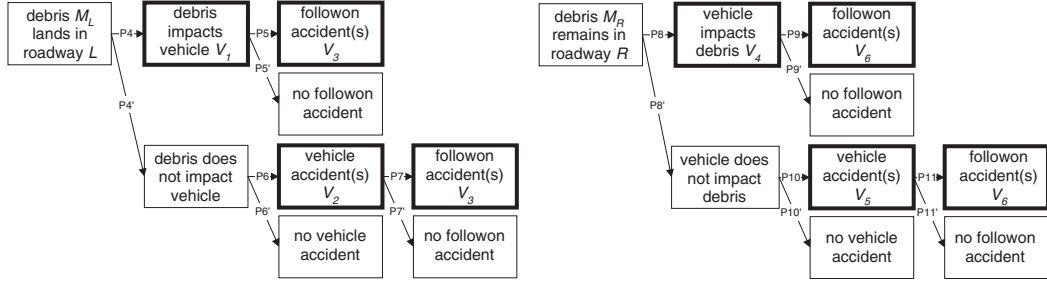 debris M_L
lands in
roadway L
P4
debris
impacts
vehicle V_1
P5
followon
accident(s)
V_3
P5'
no followon
accident
P4'
debris does
not impact
vehicle
P6
vehicle
accident(s)
V_2
P7
followon
accident(s)
V_3
P6'
P7'
no vehicle
accident
no followon
accident
debris M_R
remains in
roadway R
P8
vehicle
impacts
debris V_4
P9
followon
accident(s)
V_6
P9'
no followon
accident
P8'
vehicle does
not impact
debris
P10
vehicle
accident(s)
V_5
P11
followon
accident(s)
V_6
P10'
P11'
no vehicle
accident
no followon
accident